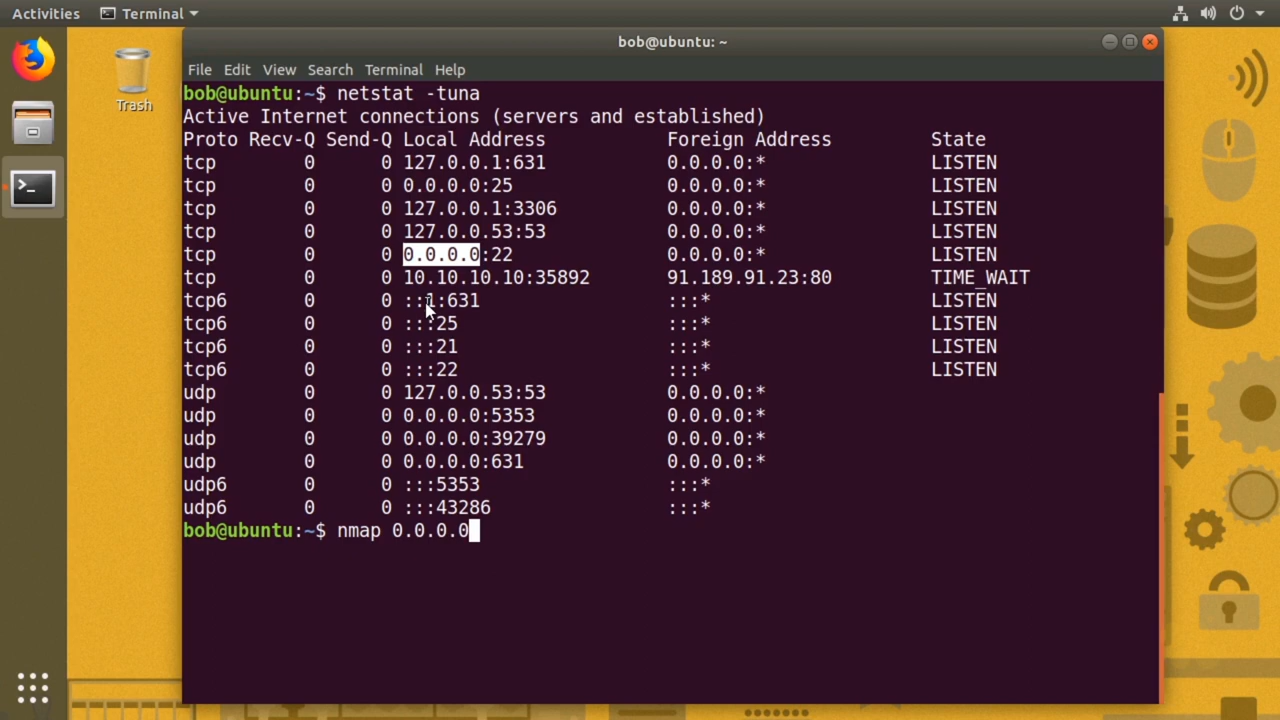 Activities Terminal
bob@ubuntu: ~
File Edit View Search Terminal Help
Trash
bob@ubuntu:~$ netstat -tuna
Active Internet connections (servers and established)
Proto Recv-Q Send-Q Local Address Foreign Address State
tcp 0 0 127.0.0.1:631 0.0.0.0:* LISTEN
tcp 0 0 0.0.0.0:25 0.0.0.0:* LISTEN
tcp 0 0 127.0.0.1:3306 0.0.0.0:* LISTEN
tcp 0 0 127.0.0.53:53 0.0.0.0:* LISTEN
tcp 0 0 0.0.0.0:22 0.0.0.0:* LISTEN
tcp 0 0 10.10.10.10:35892 91.189.91.23:80 TIME_WAIT
tcp6 0 0 ::1:631 :::* LISTEN
tcp6 0 0 :::25 :::* LISTEN
tcp6 0 0 :::21 :::* LISTEN
tcp6 0 0 :::22 :::* LISTEN
udp 0 0 127.0.0.53:53 0.0.0.0:*
udp 0 0 0.0.0.0:5353 0.0.0.0:*
udp 0 0 0.0.0.0:39279 0.0.0.0:*
udp 0 0 0.0.0.0:631 0.0.0.0:*
udp6 0 0 :::5353 :::*
udp6 0 0 :::43286 :::*
bob@ubuntu:~$ nmap 0.0.0.0